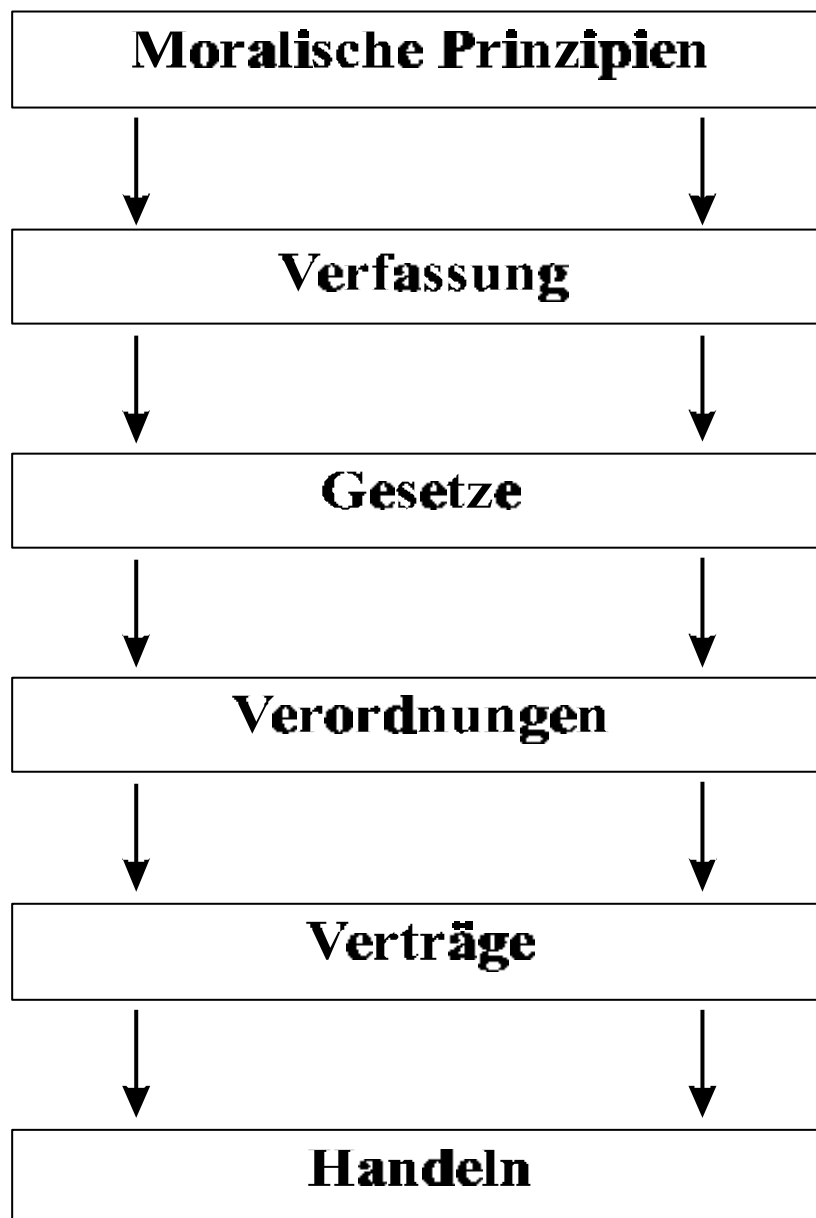 Moralische Prinzipien
Verfassung
Gesetze
Verordnungen
Verträge
Handeln